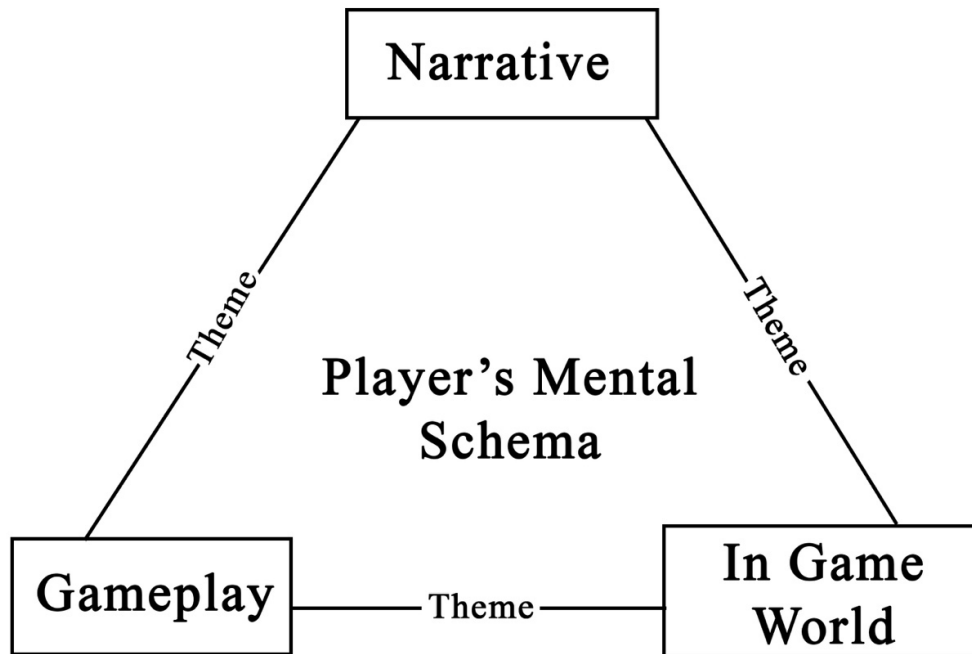 Narrative
Theme
Theme
Player's Mental
Schema
Gameplay
Theme
In Game
World